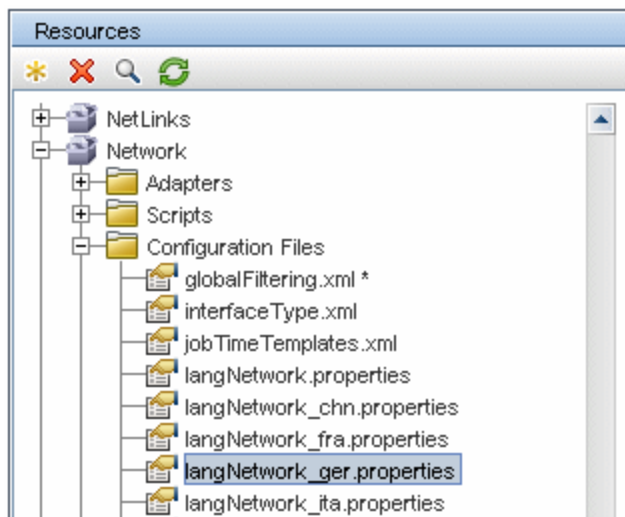 Resources
NetLinks
Network
Adapters
Scripts
Configuration Files
globalFiltering.xml *
interfaceType.xml
jobTimeTemplates.xml
langNetwork.properties
langNetwork_chn.properties
langNetwork_fra.properties
langNetwork_ger.properties
langNetwork_ita.properties